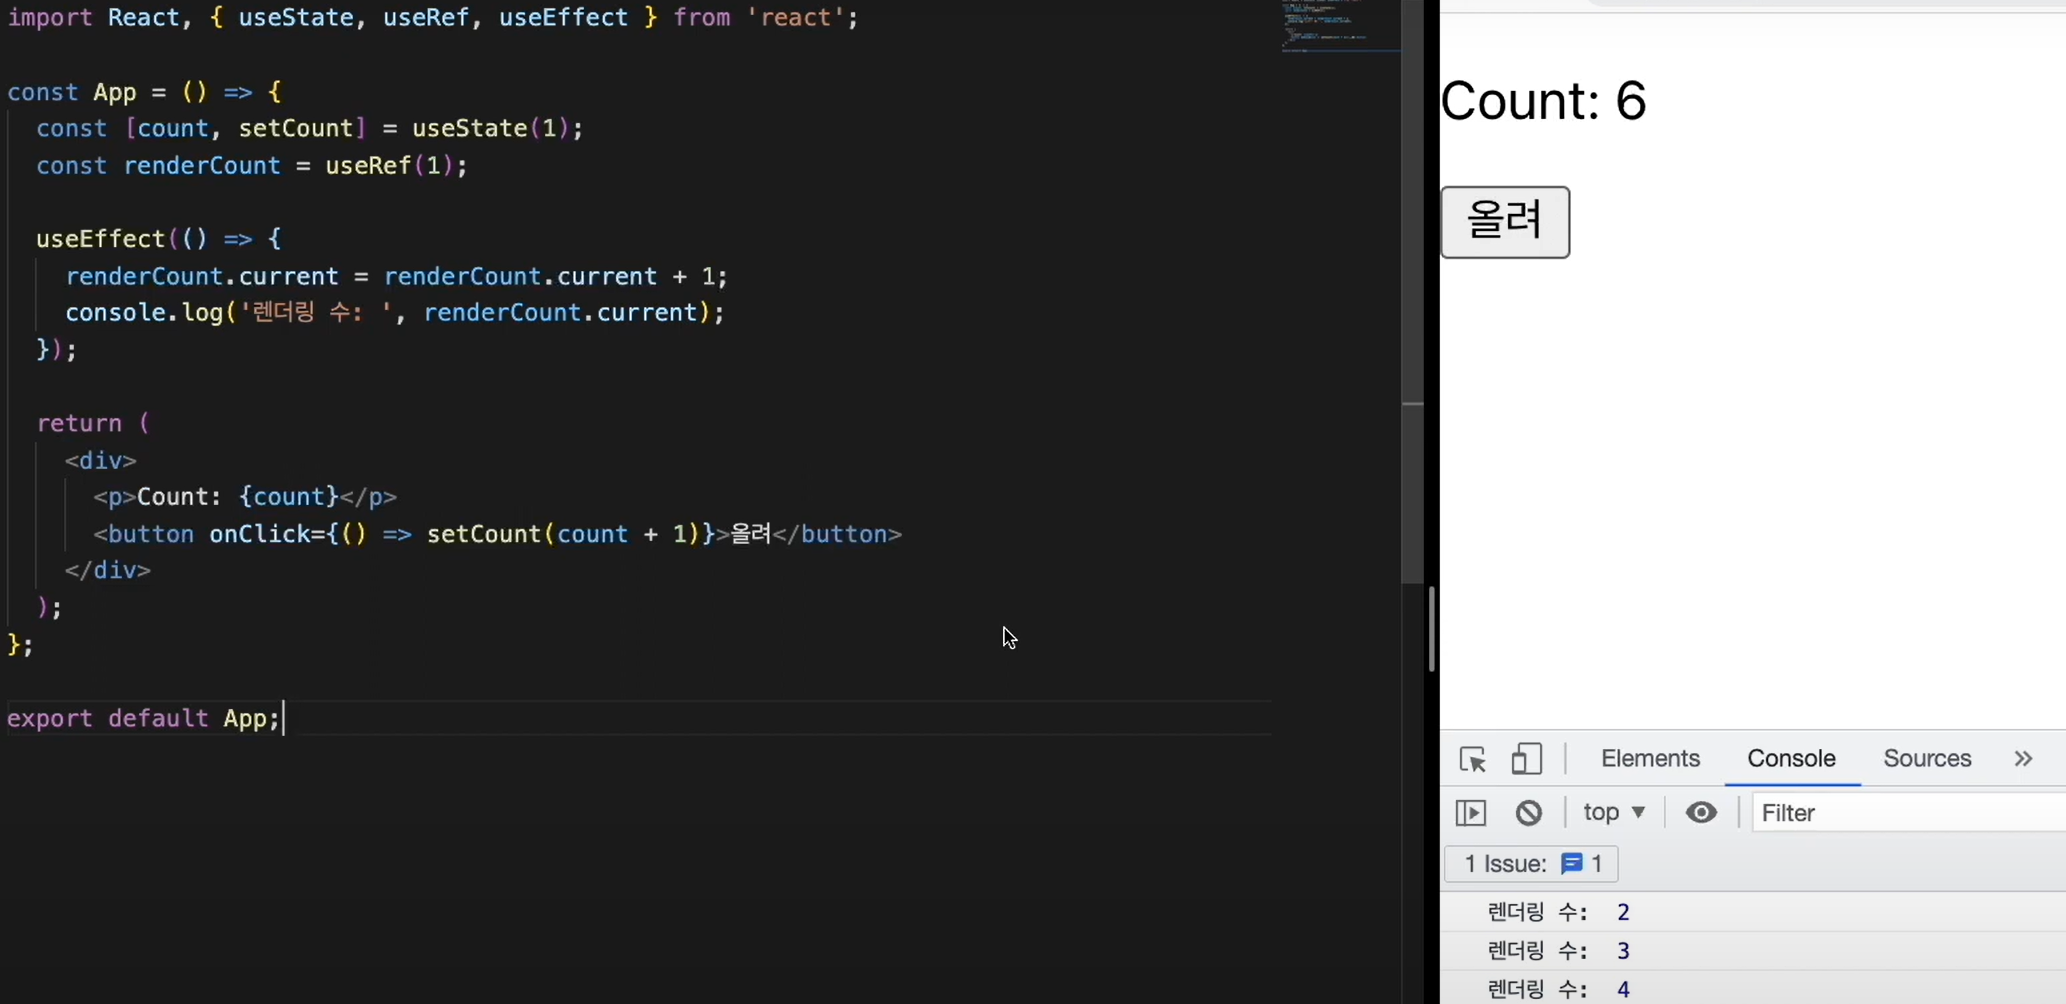 import React, { useState, useRef, useEffect } from 'react';
const App = () => {
const [count, setCount] = useState(1);
const renderCount = useRef(1);
useEffect(() => {
renderCount.current = renderCount.current + 1;
console.log('렌더링 수: ', renderCount.current);
});
return (
<div>
<p>Count: {count}</p>
<button onClick={() => setCount(count + 1)}>올려</button>
</div>
);
};
export default App;
Count: 6
올려
Elements Console Sources »
top ▼ Filter
1 Issue: 1
렌더링 수: 2
렌더링 수: 3
렌더링 수: 4